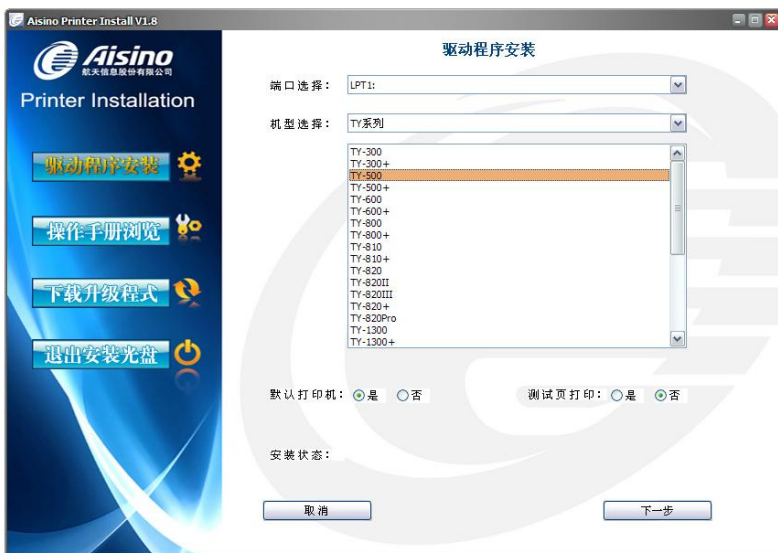 Aisino Printer Install V1.8
Aisino
航天信息股份有限公司
Printer Installation
驱动程序安装
操作手册浏览
下载升级程式
退出安装光盘
驱动程序安装
端口选择: LPT1:
机型选择: TY系列
TY-300
TY-300+
TY-500
TY-500+
TY-600
TY-600+
TY-800
TY-800+
TY-810
TY-810+
TY-820
TY-820II
TY-820III
TY-820+
TY-820Pro
TY-1300
TY-1300+
默认打印机: 是 否 测试页打印: 是 否
安装状态:
取消 下一步